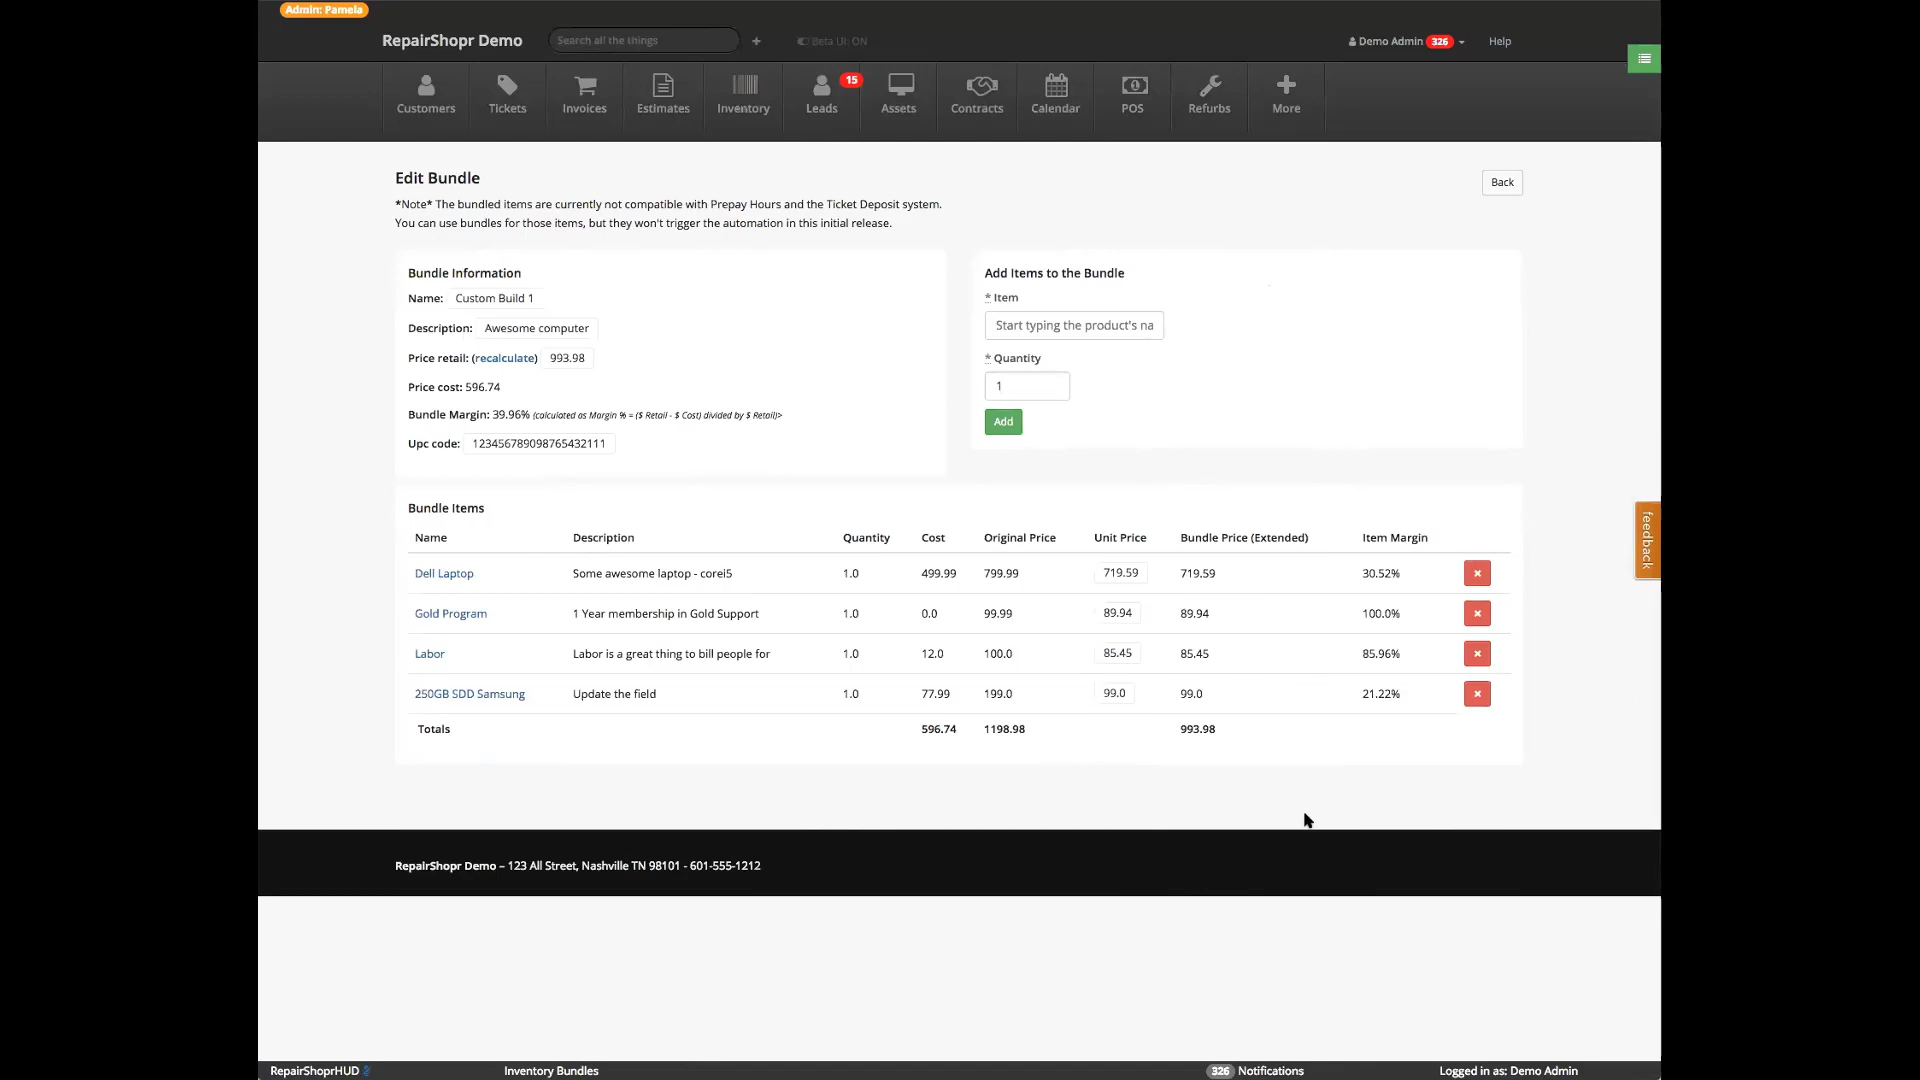 Admin: Pamela
RepairShopr Demo
Search all the things
Beta UI: ON
Demo Admin 326
Help
Customers
Tickets
Invoices
Estimates
Inventory
Leads
15
Assets
Contracts
Calendar
POS
Refurbs
More
Edit Bundle
Back
*Note* The bundled items are currently not compatible with Prepay Hours and the Ticket Deposit system.
You can use bundles for those items, but they won't trigger the automation in this initial release.
Bundle Information
Name: Custom Build 1
Description: Awesome computer
Price retail: (recalculate) 993.98
Price cost: 596.74
Bundle Margin: 39.96% (calculated as Margin % = ($ Retail - $ Cost) divided by $ Retail)>
Upc code: 123456789098765432111
Add Items to the Bundle
* Item
Start typing the product's na
* Quantity
1
Add
feedback
Bundle Items
Name Description Quantity Cost Original Price Unit Price Bundle Price (Extended) Item Margin
Dell Laptop Some awesome laptop - corei5 1.0 499.99 799.99 719.59 719.59 30.52%
Gold Program 1 Year membership in Gold Support 1.0 0.0 99.99 89.94 89.94 100.0%
Labor Labor is a great thing to bill people for 1.0 12.0 100.0 85.45 85.45 85.96%
250GB SDD Samsung Update the field 1.0 77.99 199.0 99.0 99.0 21.22%
Totals 596.74 1198.98 993.98
RepairShopr Demo – 123 All Street, Nashville TN 98101 - 601-555-1212
RepairShoprHUD
Inventory Bundles
326 Notifications
Logged in as: Demo Admin